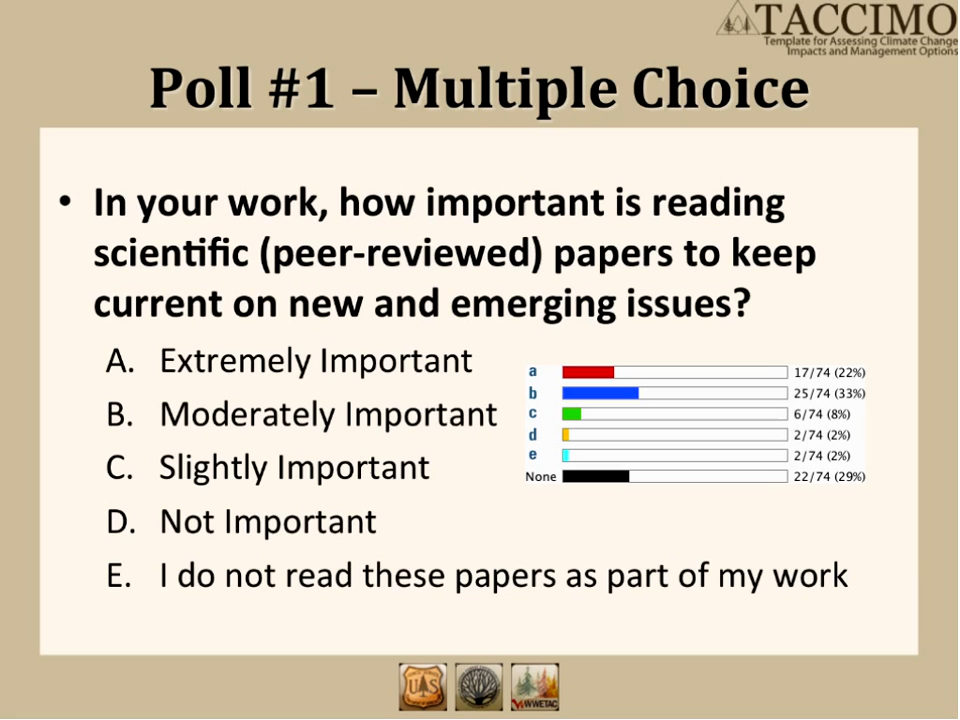 TACCIMO
Template for Assessing Climate Change
Impacts and Management Options
Poll #1 – Multiple Choice
• In your work, how important is reading
scientific (peer-reviewed) papers to keep
current on new and emerging issues?
A. Extremely Important
B. Moderately Important
C. Slightly Important
D. Not Important
E. I do not read these papers as part of my work
a 17/74 (22%)
b 25/74 (33%)
c 6/74 (8%)
d 2/74 (2%)
e 2/74 (2%)
None 22/74 (29%)
U S
WWETAC